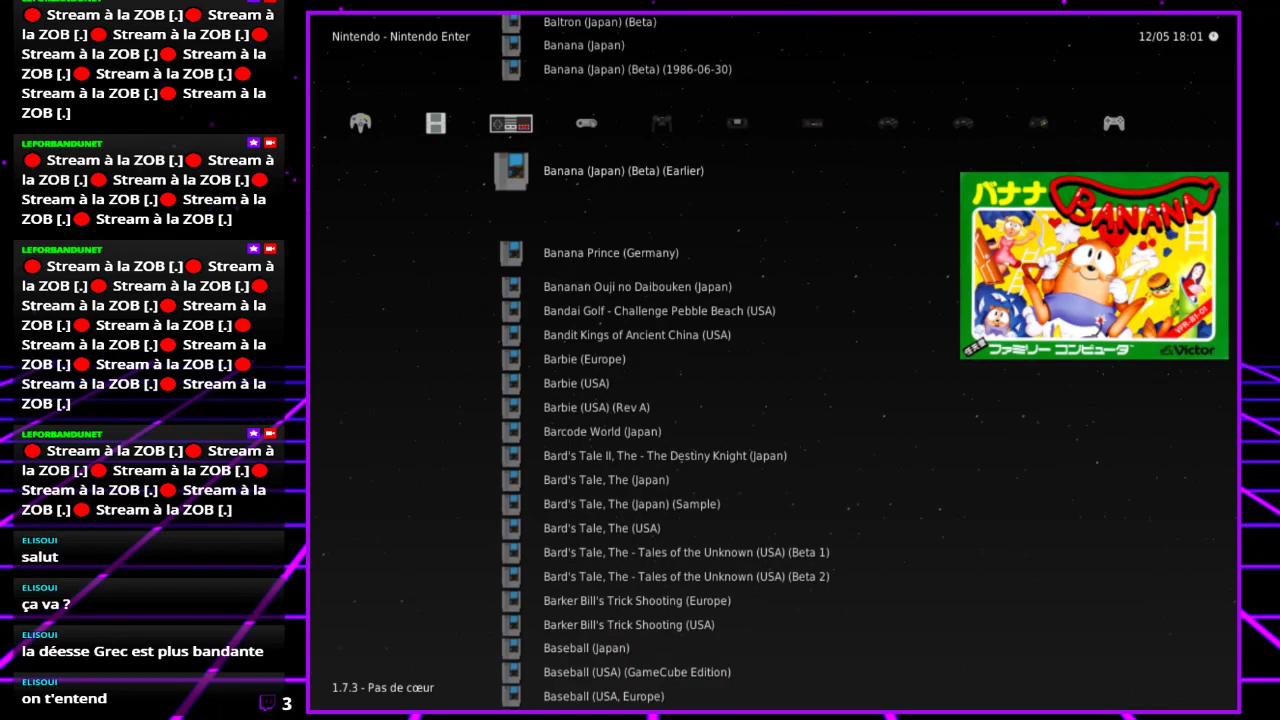 LEFORBANDUNET
🔴 Stream à la ZOB [.]🔴 Stream à
la ZOB [.]🔴 Stream à la ZOB [.]🔴
Stream à la ZOB [.]🔴 Stream à la
ZOB [.]🔴 Stream à la ZOB [.]🔴
Stream à la ZOB [.]🔴 Stream à la
ZOB [.]
LEFORBANDUNET
🔴 Stream à la ZOB [.]🔴 Stream à
la ZOB [.]🔴 Stream à la ZOB [.]🔴
Stream à la ZOB [.]🔴 Stream à la
ZOB [.]🔴 Stream à la ZOB [.]
LEFORBANDUNET
🔴 Stream à la ZOB [.]🔴 Stream à
la ZOB [.]🔴 Stream à la ZOB [.]🔴
Stream à la ZOB [.]🔴 Stream à la
ZOB [.]🔴 Stream à la ZOB [.]🔴
Stream à la ZOB [.]🔴 Stream à la
ZOB [.]🔴 Stream à la ZOB [.]🔴
Stream à la ZOB [.]🔴 Stream à la
ZOB [.]
LEFORBANDUNET
🔴 Stream à la ZOB [.]🔴 Stream à
la ZOB [.]🔴 Stream à la ZOB [.]🔴
Stream à la ZOB [.]🔴 Stream à la
ZOB [.]🔴 Stream à la ZOB [.]
ELISOUI
salut
ELISOUI
ça va ?
ELISOUI
la déesse Grec est plus bandante
ELISOUI
on t'entend
3
Nintendo - Nintendo Enter
12/05 18:01
Baltron (Japan) (Beta)
Banana (Japan)
Banana (Japan) (Beta) (1986-06-30)
Banana (Japan) (Beta) (Earlier)
Banana Prince (Germany)
Bananan Ouji no Daibouken (Japan)
Bandai Golf - Challenge Pebble Beach (USA)
Bandit Kings of Ancient China (USA)
Barbie (Europe)
Barbie (USA)
Barbie (USA) (Rev A)
Barcode World (Japan)
Bard's Tale II, The - The Destiny Knight (Japan)
Bard's Tale, The (Japan)
Bard's Tale, The (Japan) (Sample)
Bard's Tale, The (USA)
Bard's Tale, The - Tales of the Unknown (USA) (Beta 1)
Bard's Tale, The - Tales of the Unknown (USA) (Beta 2)
Barker Bill's Trick Shooting (Europe)
Barker Bill's Trick Shooting (USA)
Baseball (Japan)
Baseball (USA) (GameCube Edition)
Baseball (USA, Europe)
1.7.3 - Pas de cœur
バナナ
BANANA
VFR-B1-01
任天堂
ファミリーコンピュータ
Victor